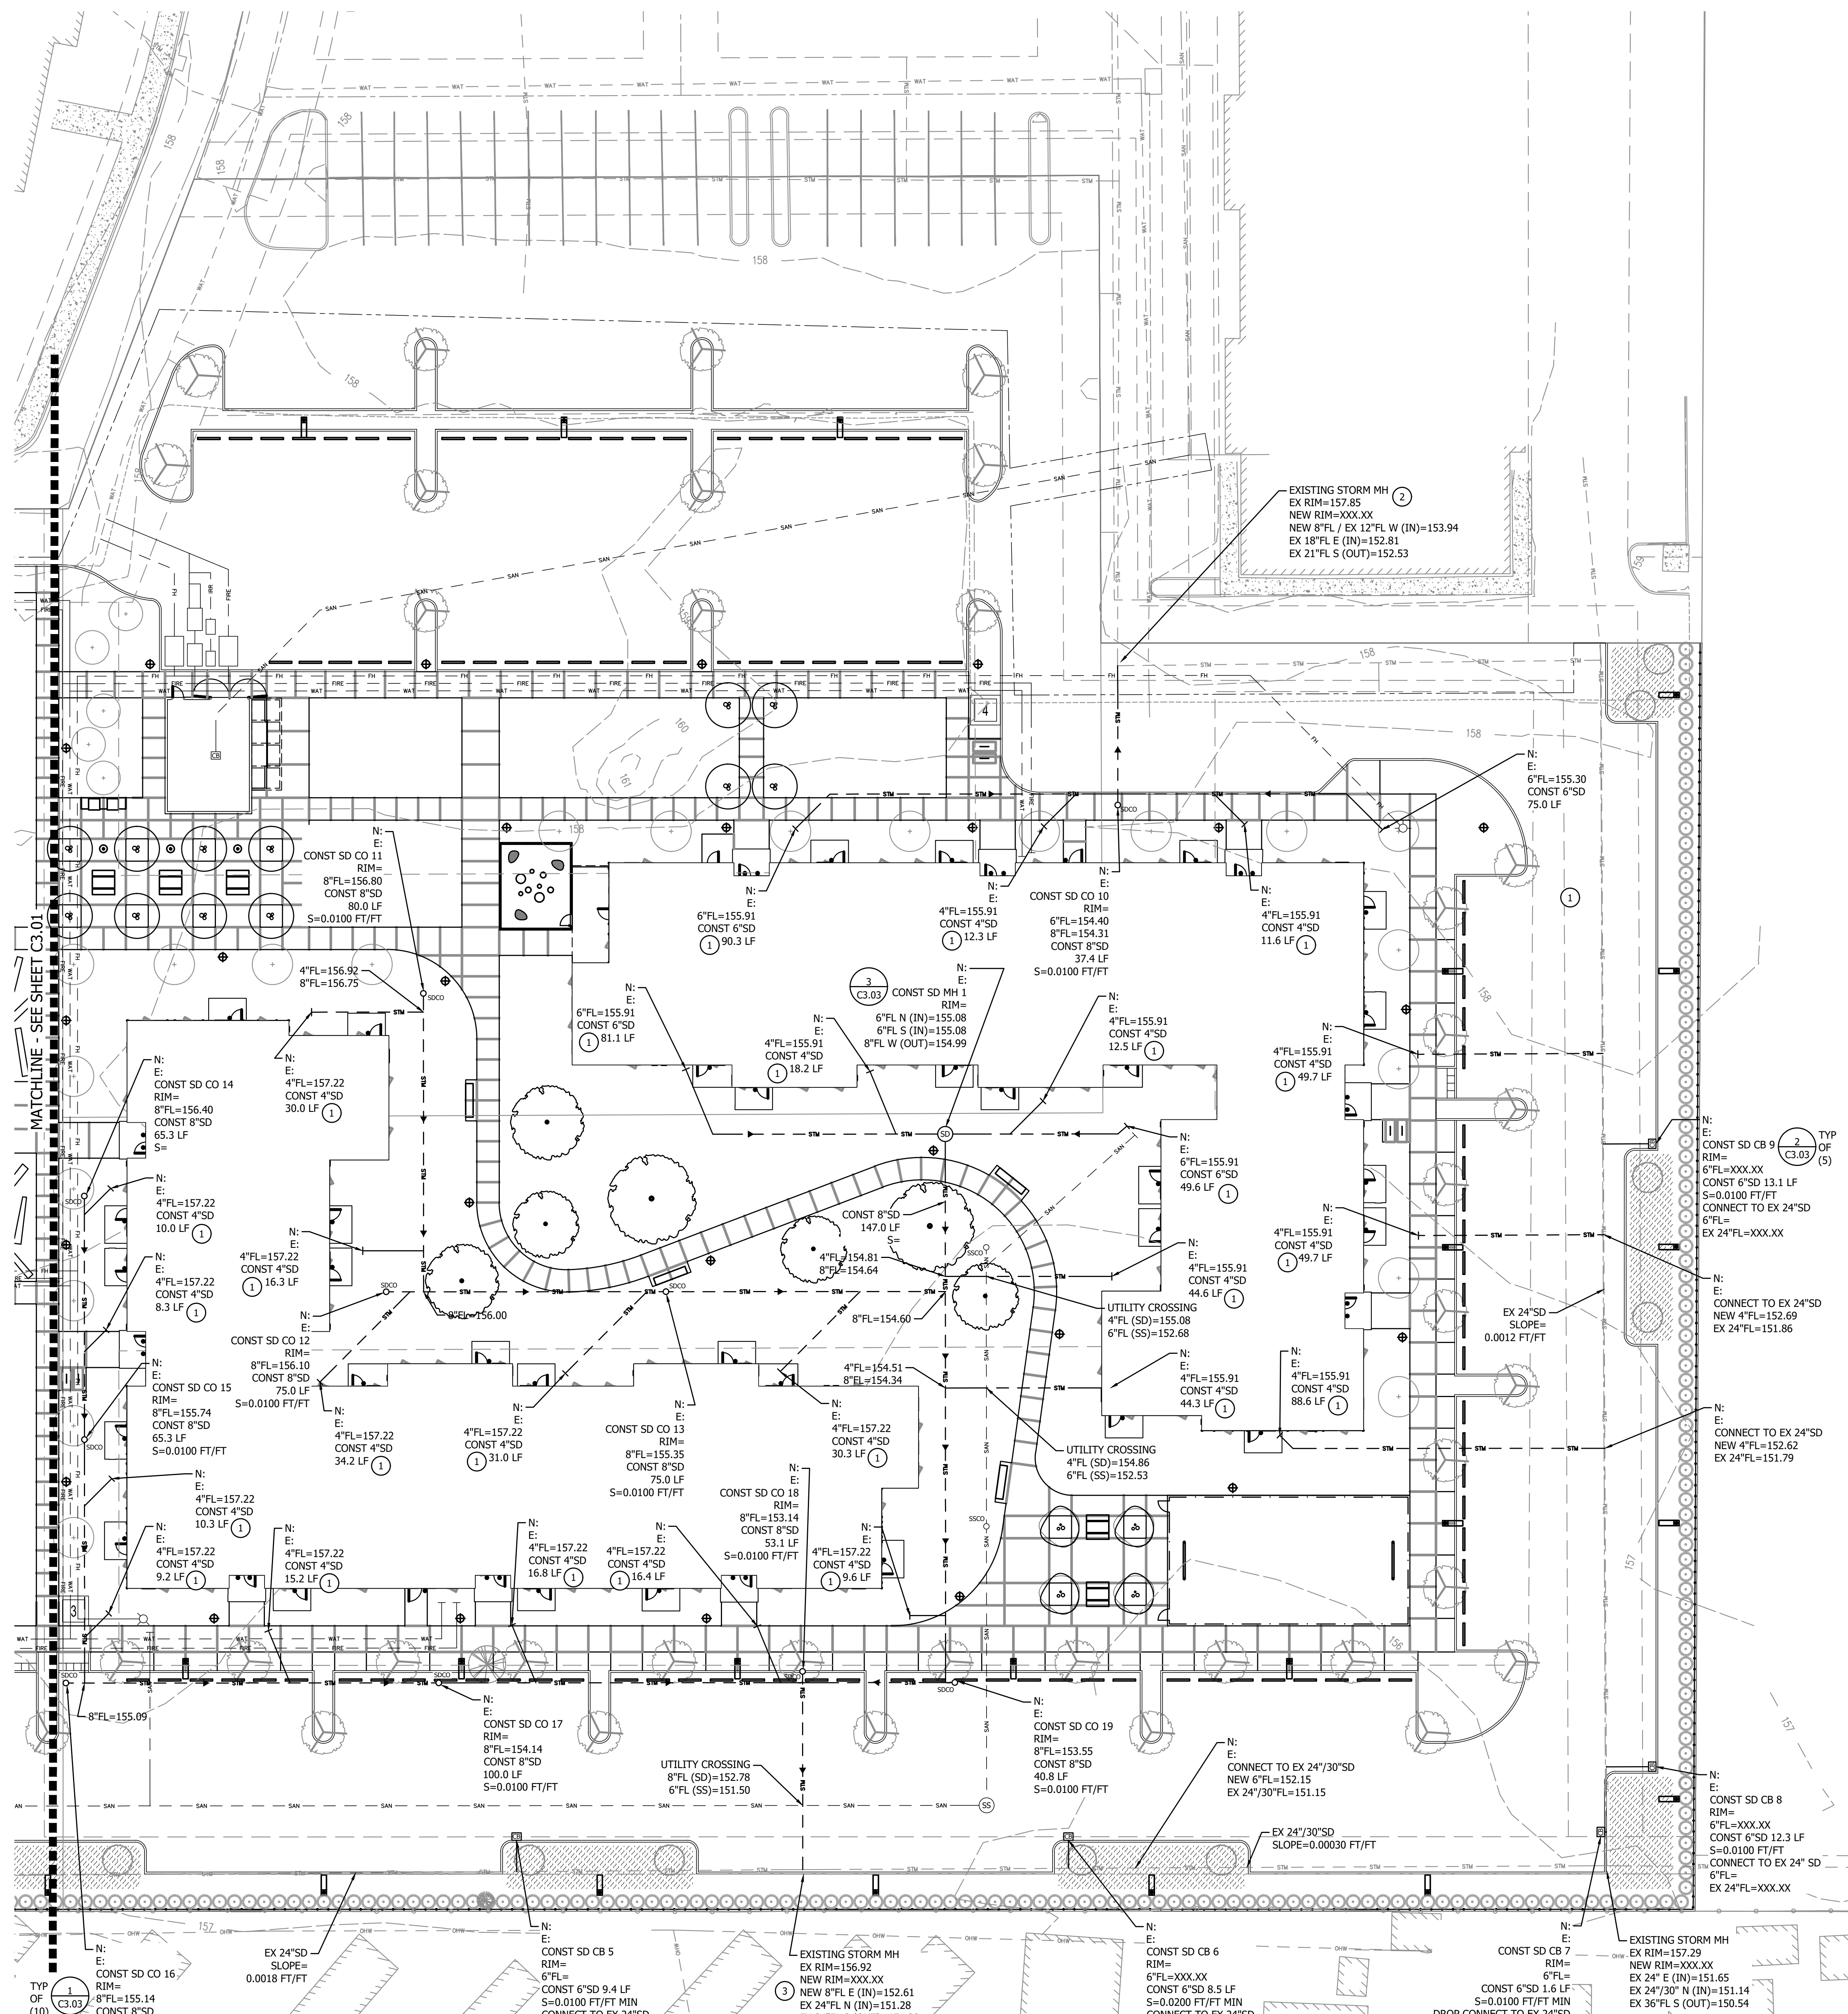 MATCHLINE - SEE SHEET C3.01
EXISTING STORM MH 2
EX RIM=157.85
NEW RIM=XXX.XX
NEW 8"FL / EX 12"FL W (IN)=153.94
EX 18"FL E (IN)=152.81
EX 21"FL S (OUT)=152.53
N:
E:
6"FL=155.30
CONST 6"SD
75.0 LF
N:
E:
CONST SD CO 11
RIM=
8"FL=156.80
CONST 8"SD
80.0 LF
S=0.0100 FT/FT
N:
E:
6"FL=155.91
CONST 6"SD
1 90.3 LF
N:
E:
4"FL=155.91
CONST 4"SD
1 12.3 LF
N:
E:
CONST SD CO 10
RIM=
6"FL=154.40
8"FL=154.31
CONST 8"SD
37.4 LF
S=0.0100 FT/FT
N:
E:
4"FL=155.91
CONST 4"SD
11.6 LF 1
1
4"FL=156.92
8"FL=156.75
N:
E:
6"FL=155.91
CONST 6"SD
1 81.1 LF
3
C3.03
N:
E:
CONST SD MH 1
RIM=
6"FL N (IN)=155.08
6"FL S (IN)=155.08
8"FL W (OUT)=154.99
N:
E:
4"FL=155.91
CONST 4"SD
1 18.2 LF
N:
E:
4"FL=155.91
CONST 4"SD
12.5 LF 1
N:
E:
4"FL=155.91
CONST 4"SD
1 49.7 LF
N:
E:
CONST SD CO 14
RIM=
8"FL=156.40
CONST 8"SD
65.3 LF
S=
N:
E:
4"FL=157.22
CONST 4"SD
30.0 LF 1
N:
E:
4"FL=157.22
CONST 4"SD
10.0 LF 1
N:
E:
6"FL=155.91
CONST 6"SD
49.6 LF 1
N:
E:
CONST SD CB 9
RIM=
6"FL=XXX.XX
CONST 6"SD 13.1 LF
S=0.0100 FT/FT
CONNECT TO EX 24"SD
6"FL=
EX 24"FL=XXX.XX
2
C3.03
TYP
OF
(5)
N:
E:
4"FL=157.22
CONST 4"SD
8.3 LF 1
N:
E:
4"FL=157.22
CONST 4"SD
1 16.3 LF
CONST 8"SD
147.0 LF
S=
4"FL=154.81
8"FL=154.64
N:
E:
4"FL=155.91
CONST 4"SD
44.6 LF 1
N:
E:
4"FL=155.91
CONST 4"SD
1 49.7 LF
N:
E:
CONNECT TO EX 24"SD
NEW 4"FL=152.69
EX 24"FL=151.86
EX 24"SD
SLOPE=
0.0012 FT/FT
N:
E:
CONST SD CO 12
RIM=
8"FL=156.10
CONST 8"SD
75.0 LF
S=0.0100 FT/FT
8"FL=156.00
8"FL=154.60
UTILITY CROSSING
4"FL (SD)=155.08
6"FL (SS)=152.68
N:
E:
CONST SD CO 15
RIM=
8"FL=155.74
CONST 8"SD
65.3 LF
S=0.0100 FT/FT
4"FL=154.51
8"FL=154.34
N:
E:
4"FL=155.91
CONST 4"SD
44.3 LF 1
N:
E:
4"FL=155.91
CONST 4"SD
88.6 LF 1
N:
E:
4"FL=157.22
CONST 4"SD
34.2 LF 1
N:
E:
4"FL=157.22
CONST 4"SD
1 31.0 LF
N:
E:
CONST SD CO 13
RIM=
8"FL=155.35
CONST 8"SD
75.0 LF
S=0.0100 FT/FT
N:
E:
4"FL=157.22
CONST 4"SD
30.3 LF 1
UTILITY CROSSING
4"FL (SD)=154.86
6"FL (SS)=152.53
N:
E:
CONNECT TO EX 24"SD
NEW 4"FL=152.62
EX 24"FL=151.79
N:
E:
4"FL=157.22
CONST 4"SD
10.3 LF 1
N:
E:
CONST SD CO 18
RIM=
8"FL=153.14
CONST 8"SD
53.1 LF
S=0.0100 FT/FT
N:
E:
4"FL=157.22
CONST 4"SD
9.2 LF 1
N:
E:
4"FL=157.22
CONST 4"SD
15.2 LF 1
N:
E:
4"FL=157.22
CONST 4"SD
16.8 LF 1
N:
E:
4"FL=157.22
CONST 4"SD
1 16.4 LF
N:
E:
4"FL=157.22
CONST 4"SD
1 9.6 LF
8"FL=155.09
N:
E:
CONST SD CO 17
RIM=
8"FL=154.14
CONST 8"SD
100.0 LF
S=0.0100 FT/FT
UTILITY CROSSING
8"FL (SD)=152.78
6"FL (SS)=151.50
N:
E:
CONST SD CO 19
RIM=
8"FL=153.55
CONST 8"SD
40.8 LF
S=0.0100 FT/FT
N:
E:
CONNECT TO EX 24"/30"SD
NEW 6"FL=152.15
EX 24"/30"FL=151.15
EX 24"/30"SD
SLOPE=0.00030 FT/FT
N:
E:
CONST SD CB 8
RIM=
6"FL=XXX.XX
CONST 6"SD 12.3 LF
S=0.0100 FT/FT
CONNECT TO EX 24" SD
6"FL=
EX 24"FL=XXX.XX
TYP
OF
(10)
1
C3.03
N:
E:
CONST SD CO 16
RIM=
8"FL=155.14
CONST 8"SD
EX 24"SD
SLOPE=
0.0018 FT/FT
N:
E:
CONST SD CB 5
RIM=
6"FL=
CONST 6"SD 9.4 LF
S=0.0100 FT/FT MIN
CONNECT TO EX 24"SD
EXISTING STORM MH
EX RIM=156.92
NEW RIM=XXX.XX
3 NEW 8"FL E (IN)=152.61
EX 24"FL N (IN)=151.28
N:
E:
CONST SD CB 6
RIM=
6"FL=XXX.XX
CONST 6"SD 8.5 LF
S=0.0200 FT/FT MIN
CONNECT TO EX 24"SD
N:
E:
CONST SD CB 7
RIM=
6"FL=
CONST 6"SD 1.6 LF
S=0.0100 FT/FT MIN
DROP CONNECT TO EX 24"SD
EXISTING STORM MH
EX RIM=157.29
NEW RIM=XXX.XX
EX 24" E (IN)=151.65
EX 24"/30" N (IN)=151.14
EX 36"FL S (OUT)=150.54